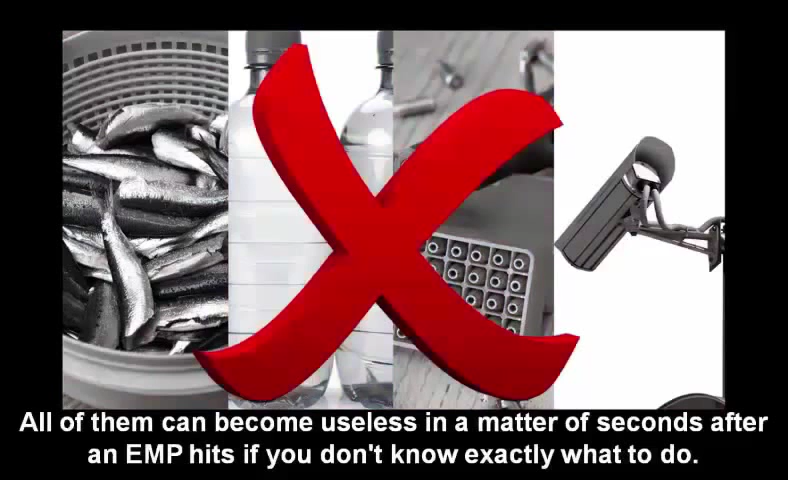 All of them can become useless in a matter of seconds after
an EMP hits if you don't know exactly what to do.